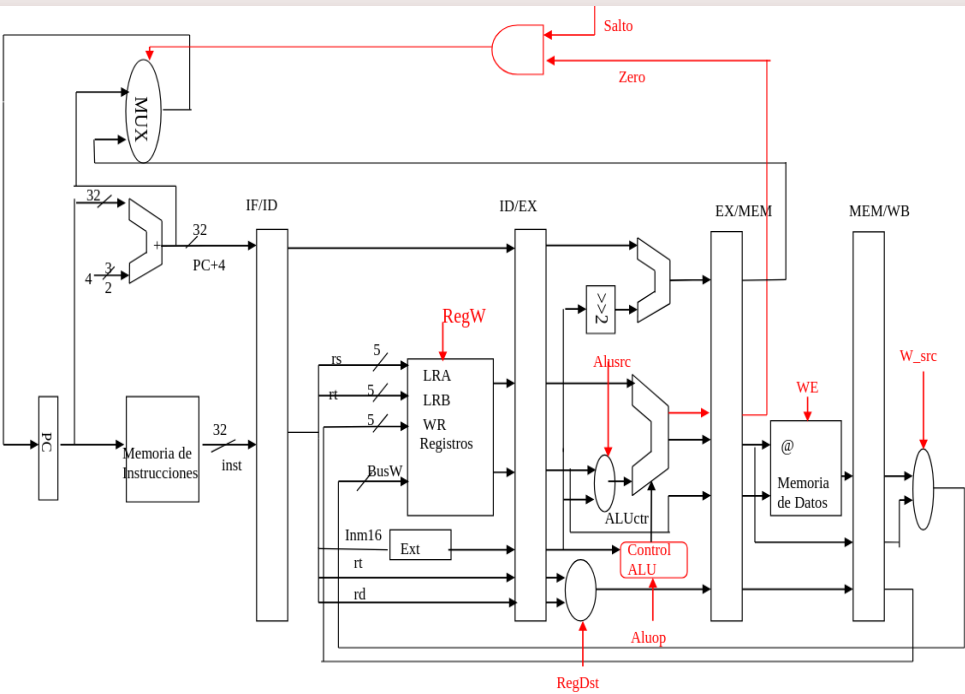 Salto
Zero
MUX
32
IF/ID
ID/EX
EX/MEM
MEM/WB
+
32
PC+4
4
3
2
>>2
RegW
rs
5
Alusrc
W_src
LRA
rt
5
LRB
WE
5
WR
Registros
PC
Memoria de
Instrucciones
32
inst
@
Memoria
de Datos
BusW
ALUctr
Inm16
Ext
Control
ALU
rt
rd
Aluop
RegDst